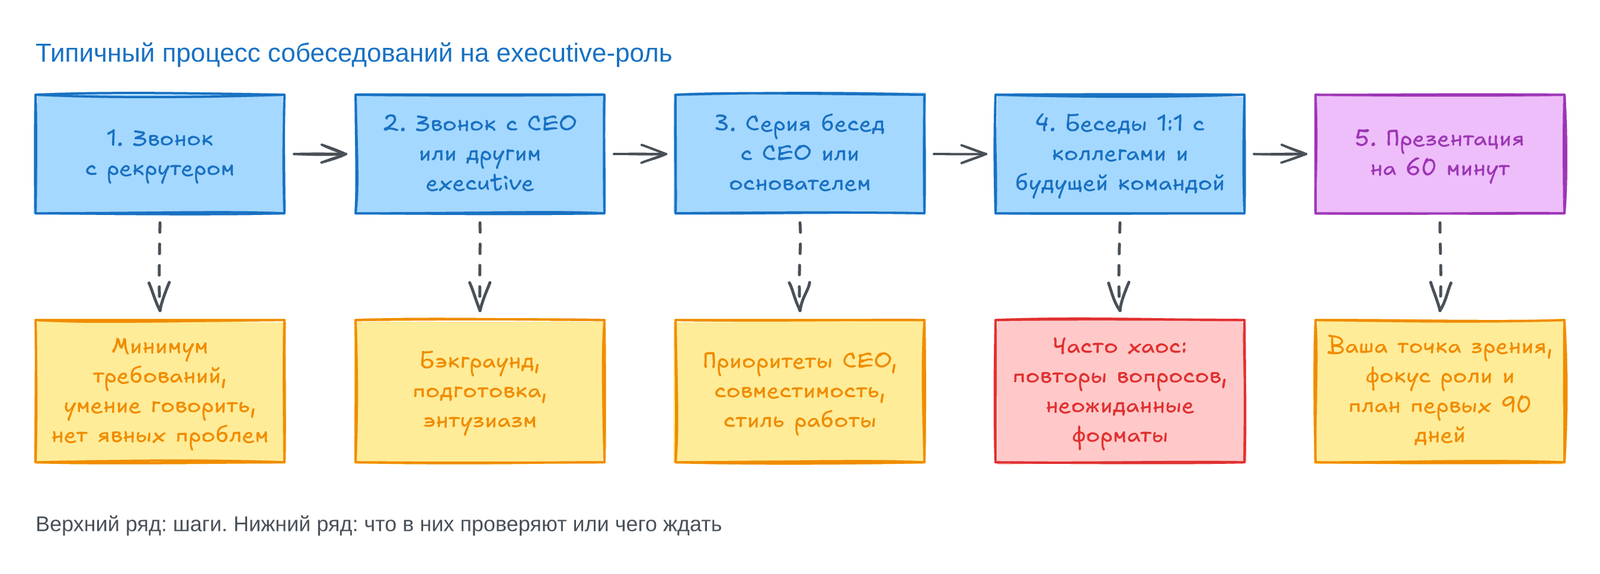 Типичный процесс собеседований на executive-роль
1. Звонок
с рекрутером
2. Звонок с CEO
или другим
executive
3. Серия бесед
с CEO или
основателем
4. Беседы 1:1 с
коллегами и
будущей командой
5. Презентация
на 60 минут
Минимум
требований,
умение говорить,
нет явных проблем
Бэкграунд,
подготовка,
энтузиазм
Приоритеты CEO,
совместимость,
стиль работы
Часто хаос:
повторы вопросов,
неожиданные
форматы
Ваша точка зрения,
фокус роли и
план первых 90
дней
Верхний ряд: шаги. Нижний ряд: что в них проверяют или чего ждать